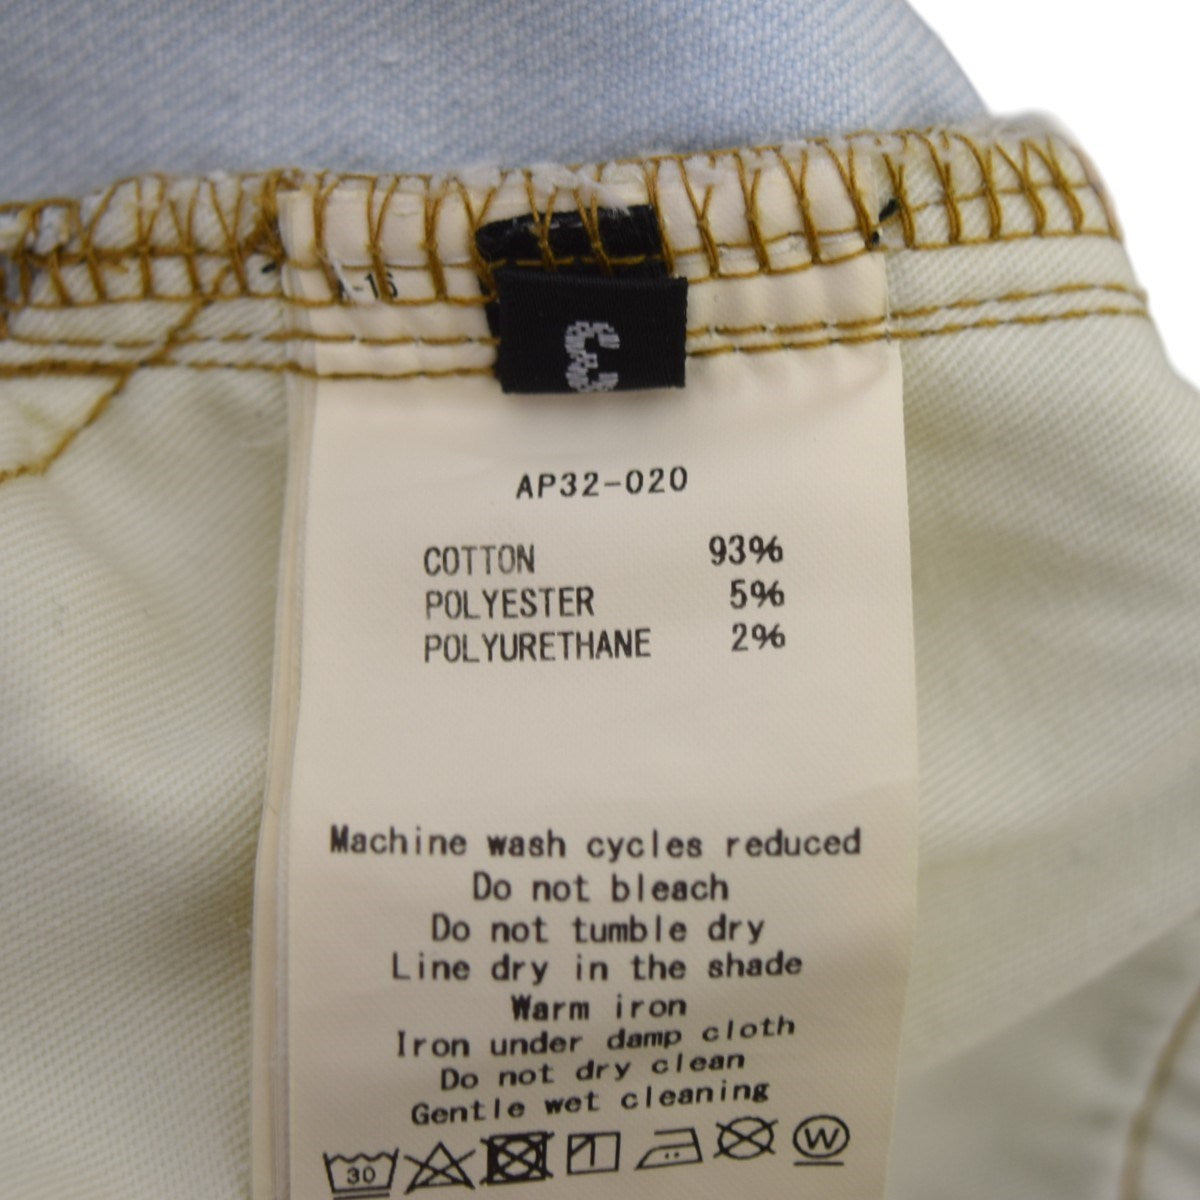 AP32-020
COTTON 93%
POLYESTER 5%
POLYURETHANE 2%
Machine wash cycles reduced
Do not bleach
Do not tumble dry
Line dry in the shade
Warm iron
Iron under damp cloth
Do not dry clean
Gentle wet cleaning
30 W